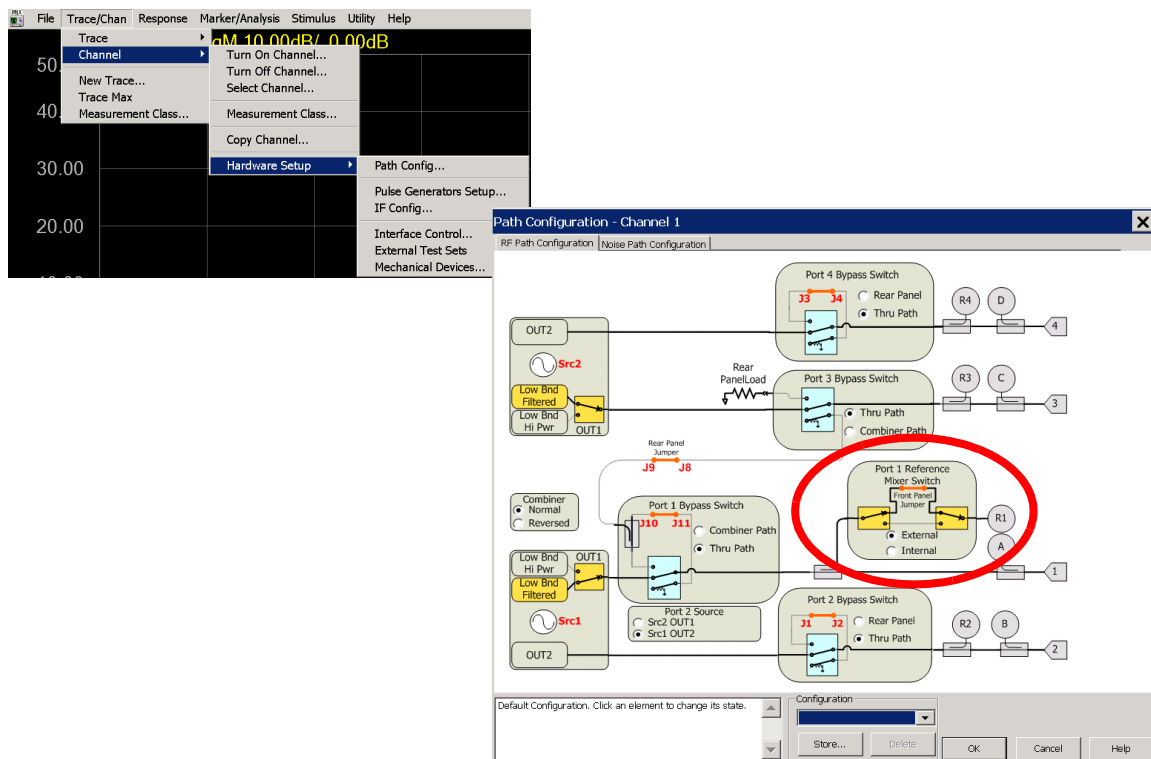 File Trace/Chan Response Marker/Analysis Stimulus Utility Help
Trace
Channel
New Trace...
Trace Max
Measurement Class...
gM 10.00dB/ 0.00dB
Turn On Channel...
Turn Off Channel...
Select Channel...
Measurement Class...
Copy Channel...
Hardware Setup
Path Config...
Pulse Generators Setup...
IF Config...
Interface Control...
External Test Sets
Mechanical Devices...
50.
40.
30.00
20.00
Path Configuration - Channel 1
RF Path Configuration Noise Path Configuration
Port 4 Bypass Switch
J3 J4
Rear Panel
Thru Path
R4 D
4
OUT2
Src2
Low Bnd
Filtered
Low Bnd
Hi Pwr
OUT1
Rear
PanelLoad
Port 3 Bypass Switch
Thru Path
Combiner Path
R3 C
3
Rear Panel
Jumper
J9 J8
Port 1 Reference
Mixer Switch
Front Panel
Jumper
External
Internal
R1
A
1
Combiner
Normal
Reversed
Port 1 Bypass Switch
J10 J11
Combiner Path
Thru Path
Low Bnd
Hi Pwr
OUT1
Low Bnd
Filtered
Src1
OUT2
Port 2 Source
Src2 OUT1
Src1 OUT2
Port 2 Bypass Switch
J1 J2
Rear Panel
Thru Path
R2 B
2
Default Configuration. Click an element to change its state.
Configuration
Store... Delete
OK Cancel Help